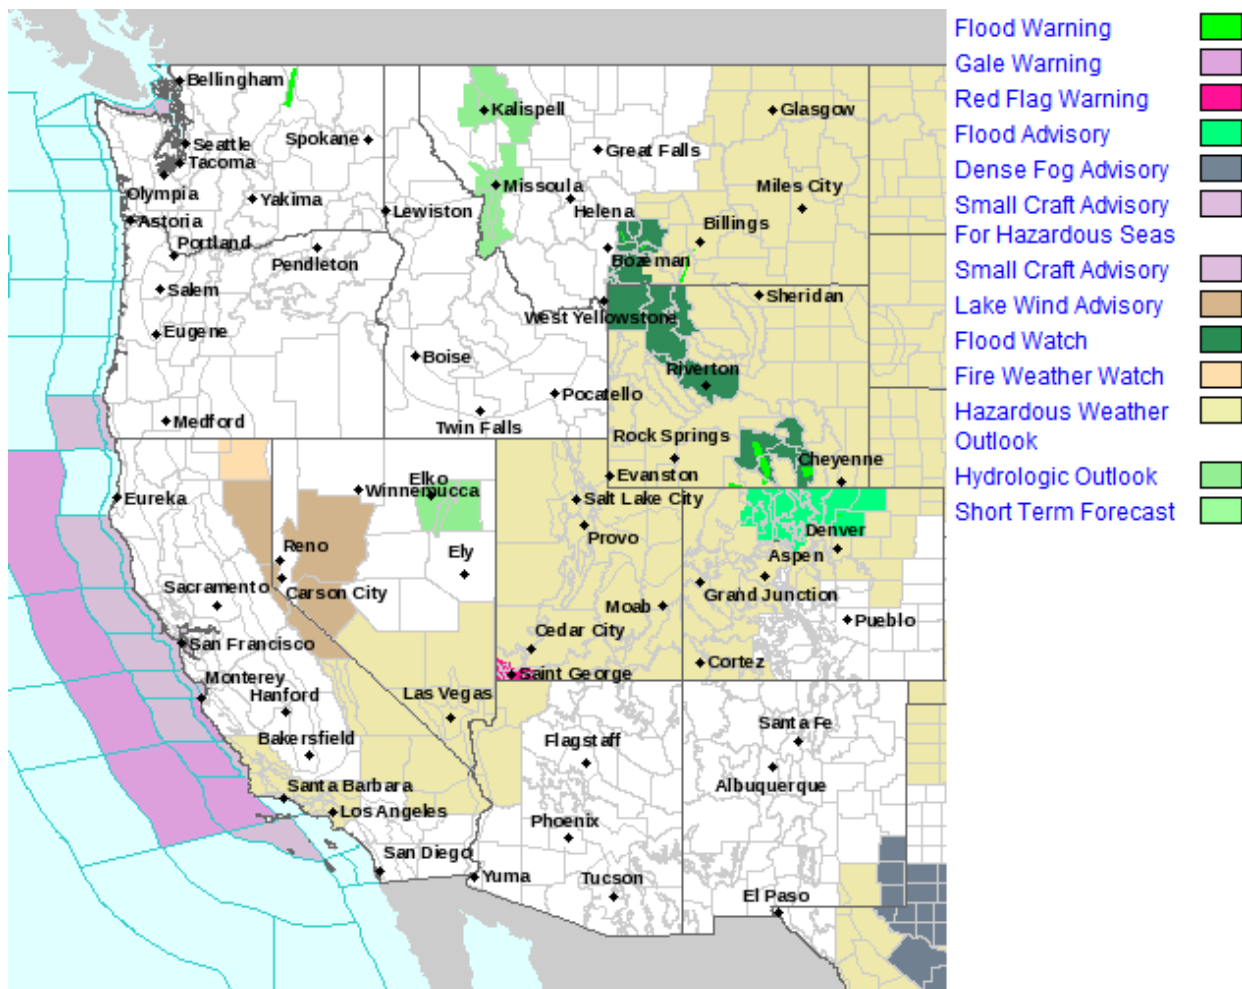 Flood Warning
Gale Warning
Red Flag Warning
Flood Advisory
Dense Fog Advisory
Small Craft Advisory
For Hazardous Seas
Small Craft Advisory
Lake Wind Advisory
Flood Watch
Fire Weather Watch
Hazardous Weather
Outlook
Hydrologic Outlook
Short Term Forecast
Bellingham
Kalispell
Glasgow
Seattle
Spokane
Great Falls
Tacoma
Olympia
Yakima
Missoula
Miles City
Helena
Lewiston
Astoria
Billings
Portland
Pendleton
Bozeman
Salem
Sheridan
West Yellowstone
Eugene
Boise
Riverton
Pocatello
Medford
Twin Falls
Rock Springs
Cheyenne
Evanston
Elko
Winnemucca
Eureka
Salt Lake City
Provo
Denver
Reno
Ely
Aspen
Sacramento
Carson City
Grand Junction
Moab
Pueblo
Cedar City
San Francisco
Cortez
Saint George
Monterey
Hanford
Las Vegas
Santa Fe
Bakersfield
Flagstaff
Albuquerque
Santa Barbara
Los Angeles
Phoenix
San Diego
Yuma
Tucson
El Paso